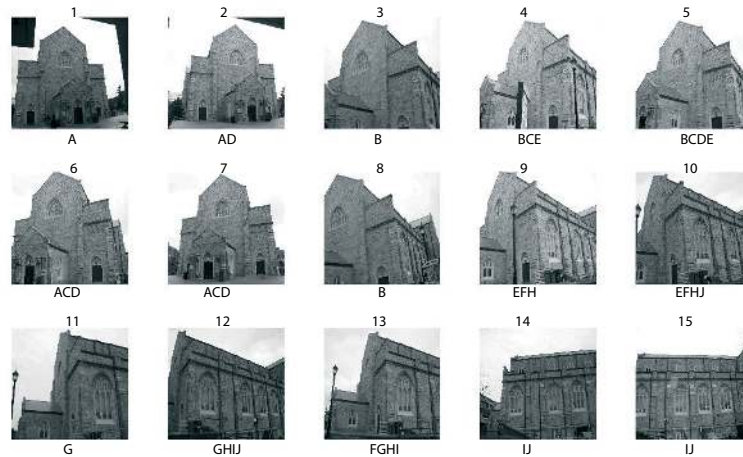 1 2 3 4 5
A AD B BCE BCDE
6 7 8 9 10
ACD ACD B EFH EFHJ
11 12 13 14 15
G GHIJ FGHI IJ IJ